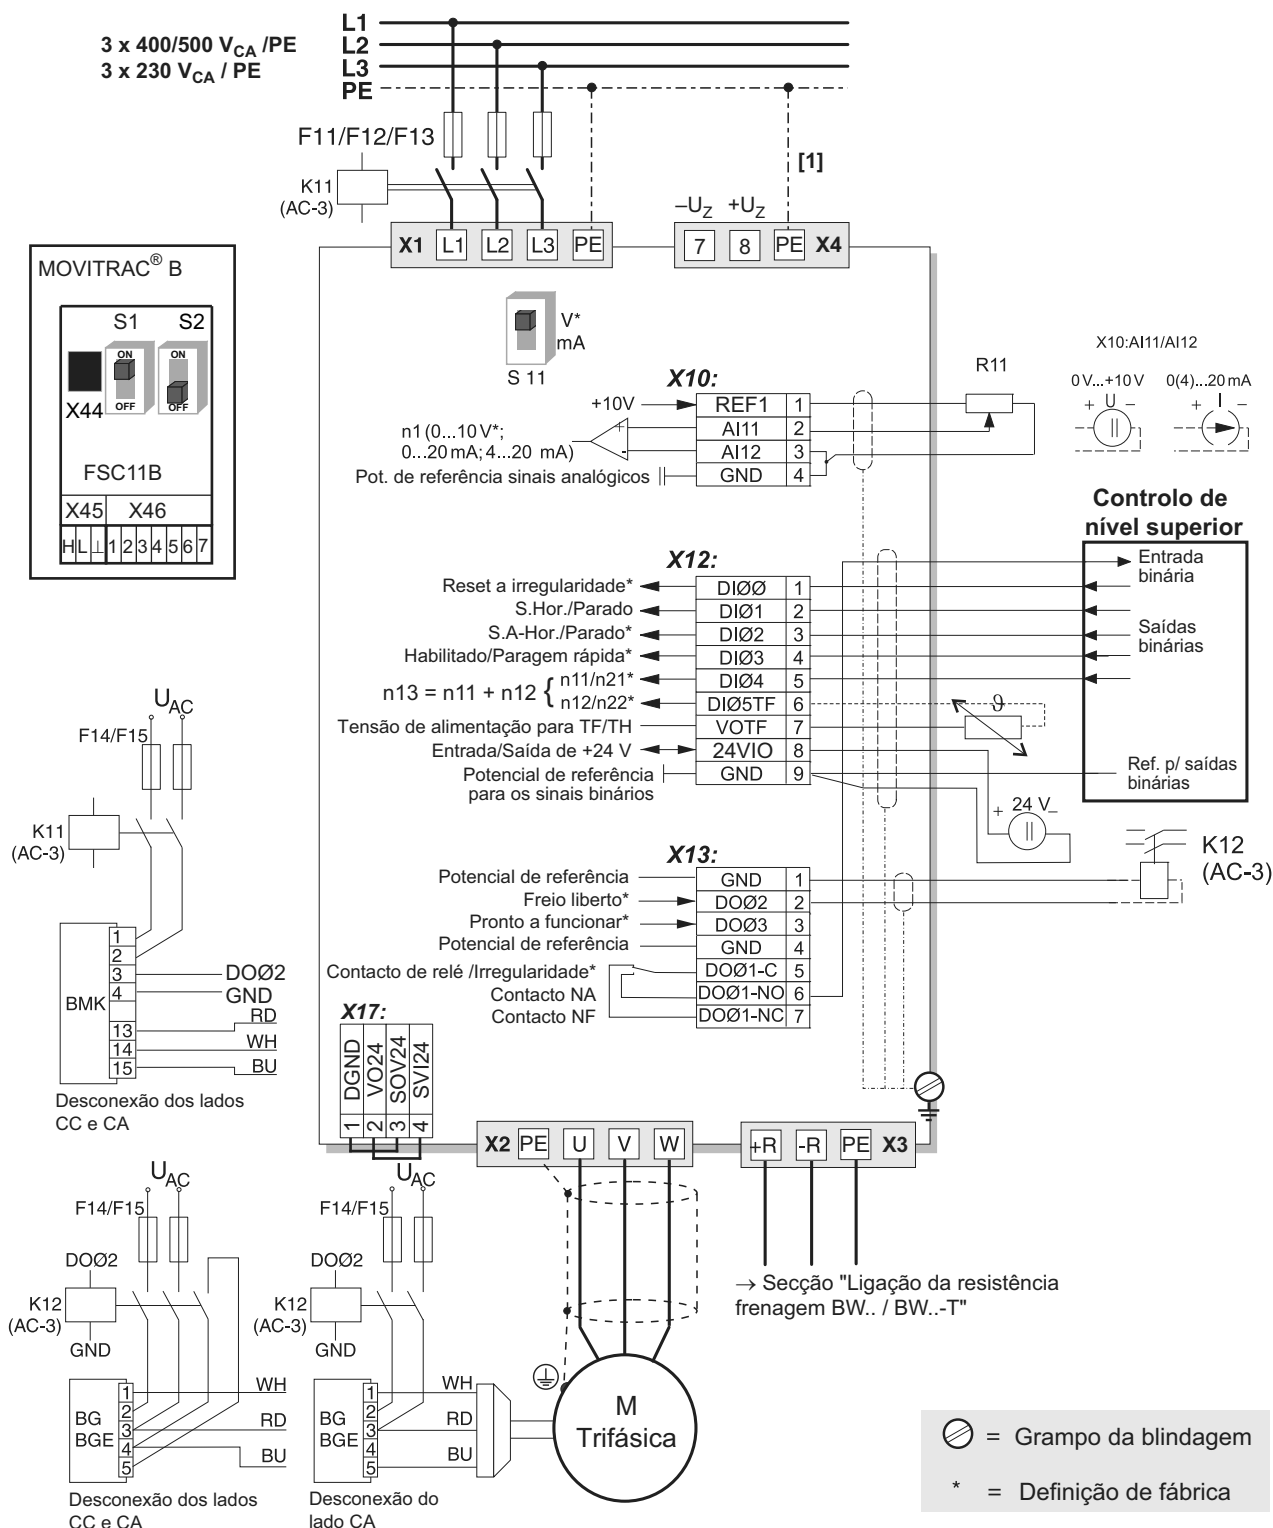 3 x 400/500 VCA /PE
3 x 230 VCA / PE
L1
L2
L3
PE
F11/F12/F13
K11
(AC-3)
[1]
–UZ +UZ
X1 L1 L2 L3 PE
7 8 PE X4
MOVITRAC® B
S1 S2
ON ON
OFF OFF
X44
FSC11B
X45 X46
H L ⊥ 1 2 3 4 5 6 7
V*
mA
S 11
X10:
+10V REF1 1
AI11 2
AI12 3
GND 4
n1 (0...10 V*;
0...20 mA; 4...20 mA)
Pot. de referência sinais analógicos
R11
X10:AI11/AI12
0 V...+10 V 0(4)...20 mA
+ U – + I –
Controlo de
nível superior
Entrada
binária
Saídas
binárias
Ref. p/ saídas
binárias
X12:
Reset a irregularidade* DIØØ 1
S.Hor./Parado DIØ1 2
S.A-Hor./Parado* DIØ2 3
Habilitado/Paragem rápida* DIØ3 4
n13 = n11 + n12 {
n11/n21* DIØ4 5
n12/n22* DIØ5TF 6
Tensão de alimentação para TF/TH VOTF 7
Entrada/Saída de +24 V 24VIO 8
Potencial de referência GND 9
para os sinais binários
ϑ
+ 24 V –
K12
(AC-3)
X13:
Potencial de referência GND 1
Freio liberto* DOØ2 2
Pronto a funcionar* DOØ3 3
Potencial de referência GND 4
Contacto de relé /Irregularidade* DOØ1-C 5
Contacto NA DOØ1-NO 6
Contacto NF DOØ1-NC 7
X17:
DGND VO24 SOV24 SVI24
1 2 3 4
UAC
F14/F15
K11
(AC-3)
BMK
1
2
3 DOØ2
4 GND
13 RD
14 WH
15 BU
Desconexão dos lados
CC e CA
X2 PE U V W
+R -R PE X3
→ Secção "Ligação da resistência
frenagem BW.. / BW..-T"
UAC
F14/F15
DOØ2
K12
(AC-3)
GND
BG
BGE
1 WH
2
3 RD
4
5 BU
Desconexão dos lados
CC e CA
UAC
F14/F15
DOØ2
K12
(AC-3)
GND
BG
BGE
1 WH
2
3 RD
4
5 BU
Desconexão do
lado CA
M
Trifásica
= Grampo da blindagem
* = Definição de fábrica